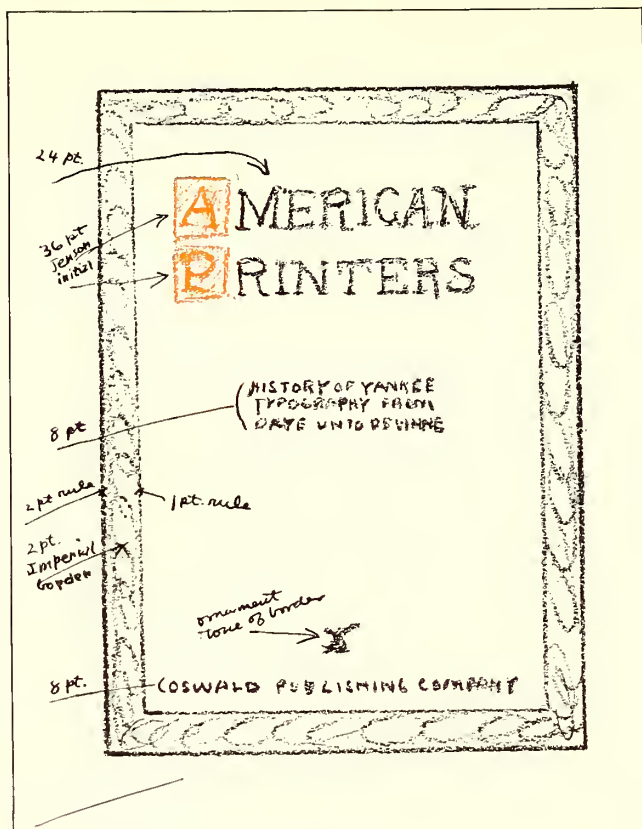 24 pt.
AMERICAN
36 pt
Jenson
initial
PRINTERS
8 pt
HISTORY OF YANKEE
TYPOGRAPHY FROM
DAYE UNTO DEVINNE
2 pt rule
1 pt. rule
2 pt.
Imperial
border
ornament
tone of border
8 pt.
OSWALD PUBLISHING COMPANY